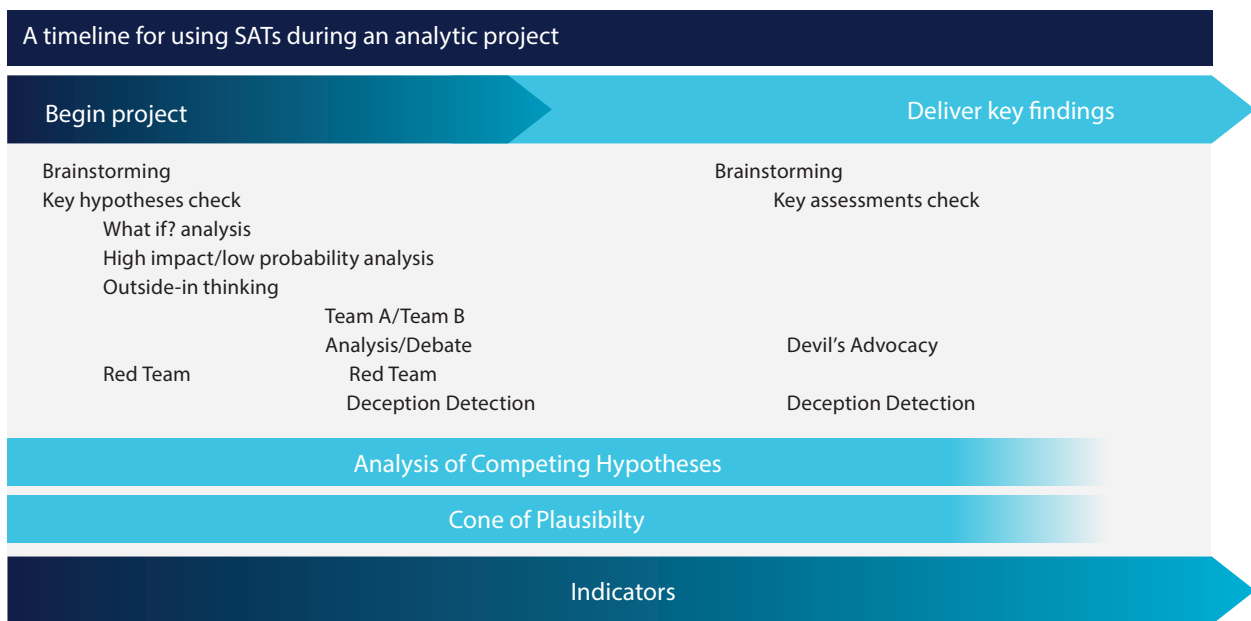 A timeline for using SATs during an analytic project
Begin project
Deliver key findings
Brainstorming
Brainstorming
Key hypotheses check
Key assessments check
What if? analysis
High impact/low probability analysis
Outside-in thinking
Team A/Team B
Analysis/Debate
Devil’s Advocacy
Red Team
Red Team
Deception Detection
Deception Detection
Analysis of Competing Hypotheses
Cone of Plausibilty
Indicators